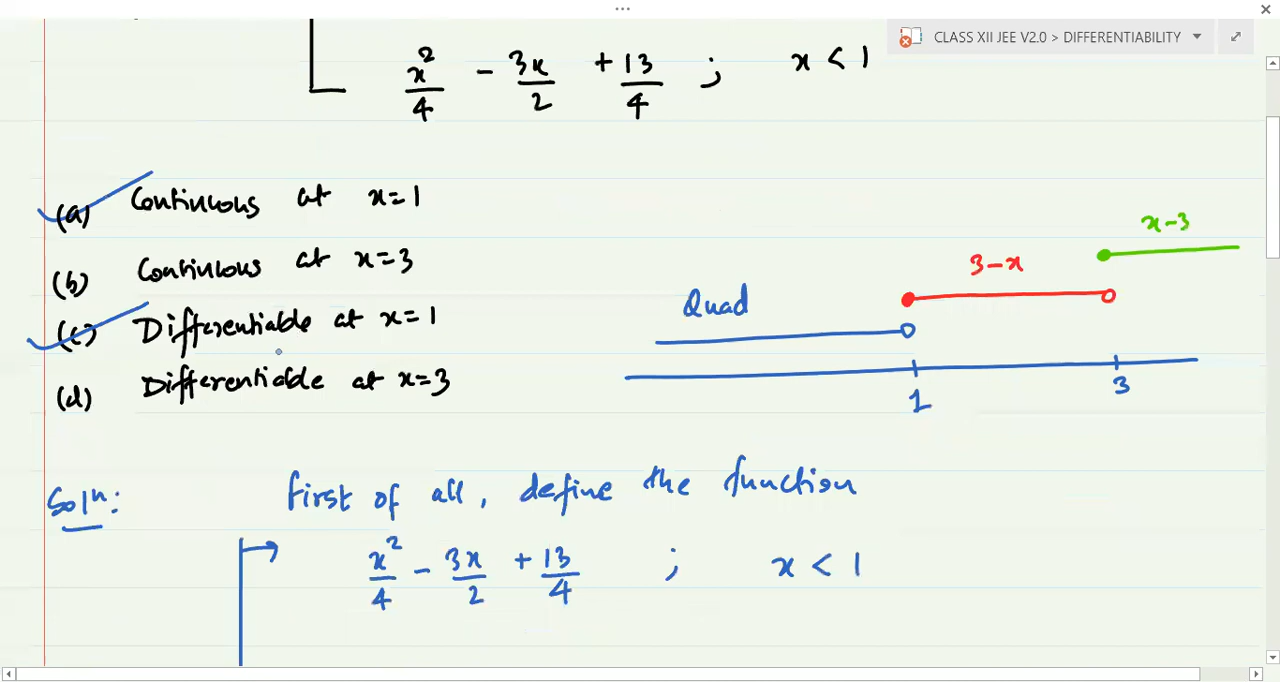 CLASS XII JEE V2.0 > DIFFERENTIABILITY
x²/4 - 3x/2 + 13/4 ; x < 1
(a) Continuous at x=1
(b) Continuous at x=3
(c) Differentiable at x=1
(d) Differentiable at x=3
x-3
3-x
Quad
1 3
Solⁿ: first of all, define the function
x²/4 - 3x/2 + 13/4 ; x < 1